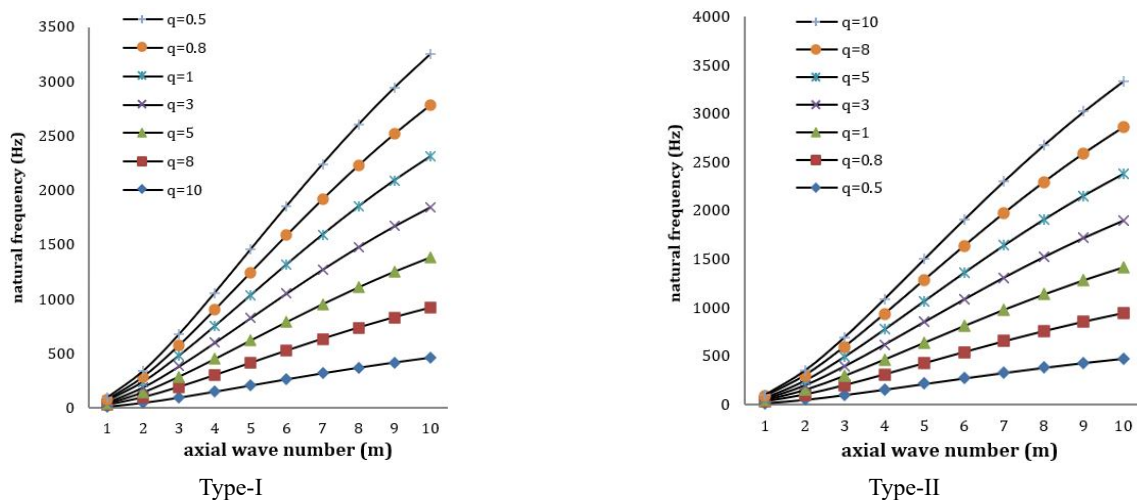 3500
3000
2500
2000
1500
1000
500
0
natural frequency (Hz)
q=0.5
q=0.8
q=1
q=3
q=5
q=8
q=10
1 2 3 4 5 6 7 8 9 10
axial wave number (m)
Type-I
4000
3500
3000
2500
2000
1500
1000
500
0
natural frequency (Hz)
q=10
q=8
q=5
q=3
q=1
q=0.8
q=0.5
1 2 3 4 5 6 7 8 9 10
axial wave number (m)
Type-II